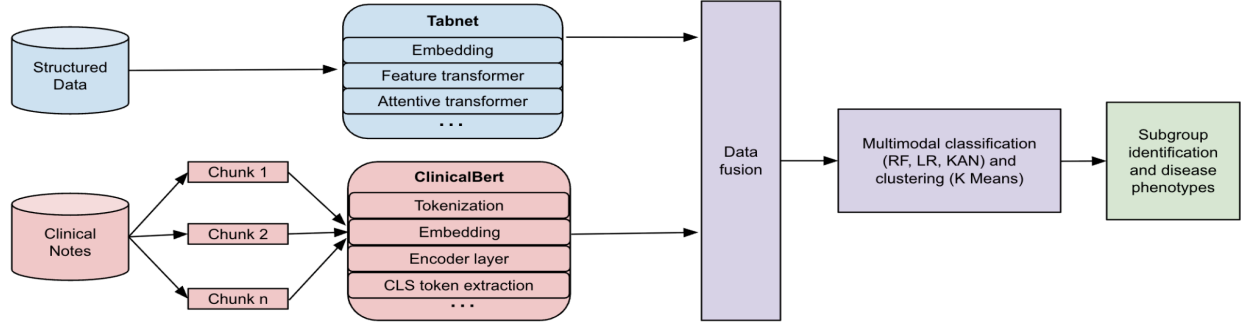 Structured
Data
Tabnet
Embedding
Feature transformer
Attentive transformer
...
Clinical
Notes
Chunk 1
Chunk 2
Chunk n
ClinicalBert
Tokenization
Embedding
Encoder layer
CLS token extraction
...
Data
fusion
Multimodal classification
(RF, LR, KAN) and
clustering (K Means)
Subgroup
identification
and disease
phenotypes